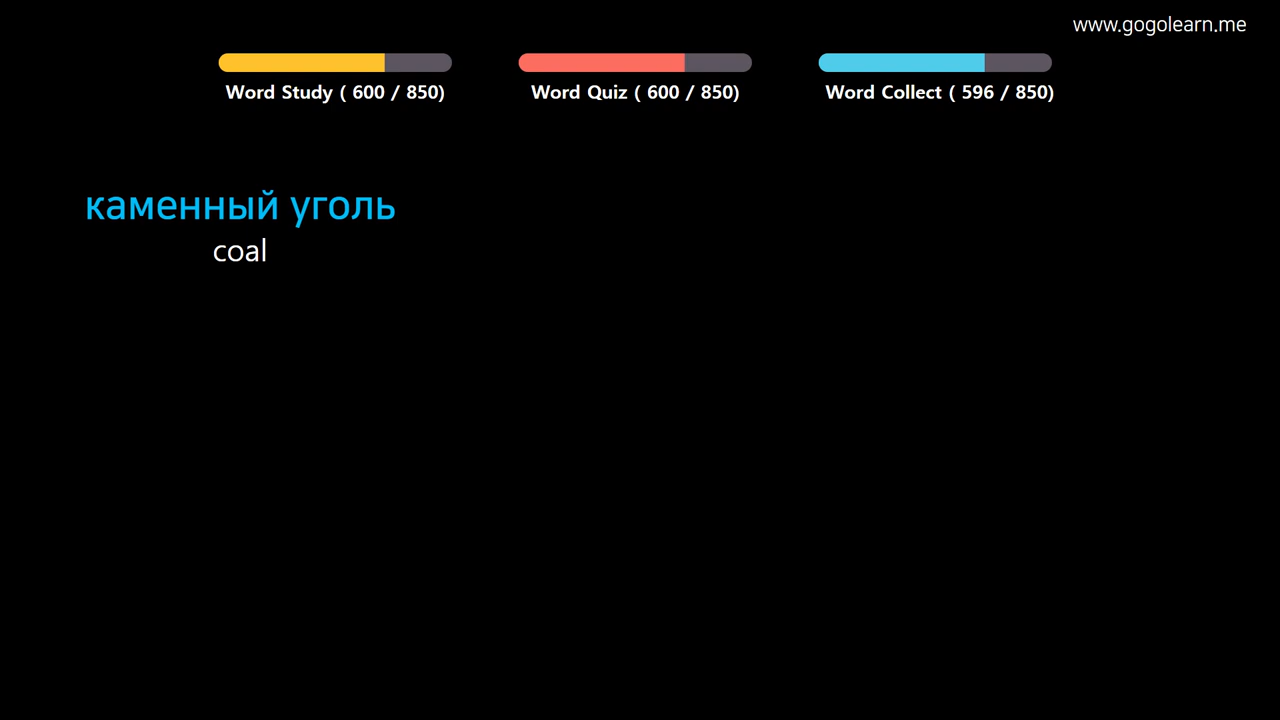 www.gogolearn.me
Word Study ( 600 / 850)
Word Quiz ( 600 / 850)
Word Collect ( 596 / 850)
каменный уголь
coal